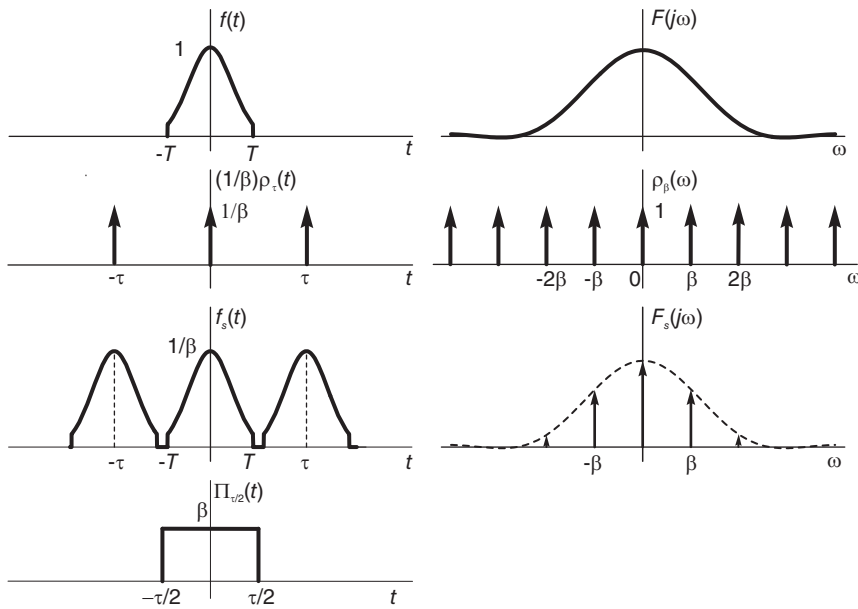 f(t)
1
-T T t
F(jω)
ω
(1/β)ρτ(t)
1/β
-τ τ t
ρβ(ω)
1
-2β -β 0 β 2β ω
fs(t)
1/β
-τ -T T τ t
Fs(jω)
-β β ω
Πτ/2(t)
β
−τ/2 τ/2 t